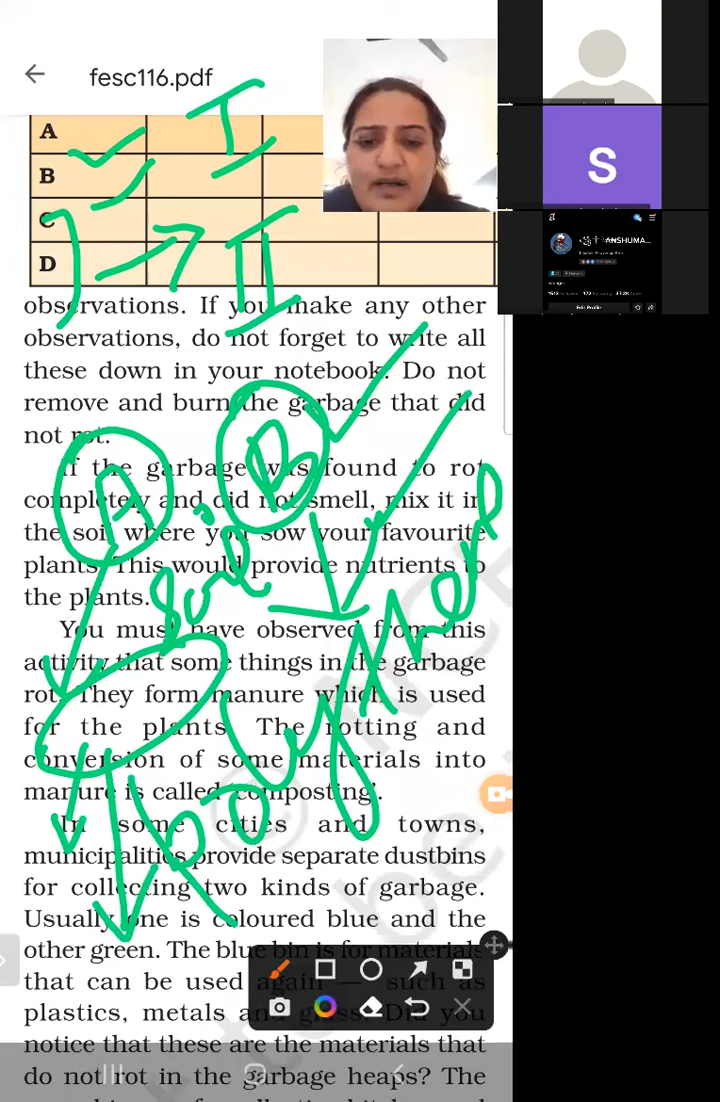 fesc116.pdf
A
I
B
C
II
D
S
ANSHUMA...
Edit Profile
observations. If you make any other
observations, do not forget to write all
these down in your notebook. Do not
remove and burn the garbage that did
not rot.
If the garbage was found to rot
completely and did not smell, mix it in
the soil where you sow your favourite
plants. This would provide nutrients to
the plants.
You must have observed from this
activity that some things in the garbage
rot. They form manure which is used
for the plants. The rotting and
conversion of some materials into
manure is called 'composting'.
In some cities and towns,
municipalities provide separate dustbins
for collecting two kinds of garbage.
Usually one is coloured blue and the
other green. The blue bin is for materials
that can be used again — such as
plastics, metals and glass. Did you
notice that these are the materials that
do not rot in the garbage heaps? The
A
B
Soil
polythene